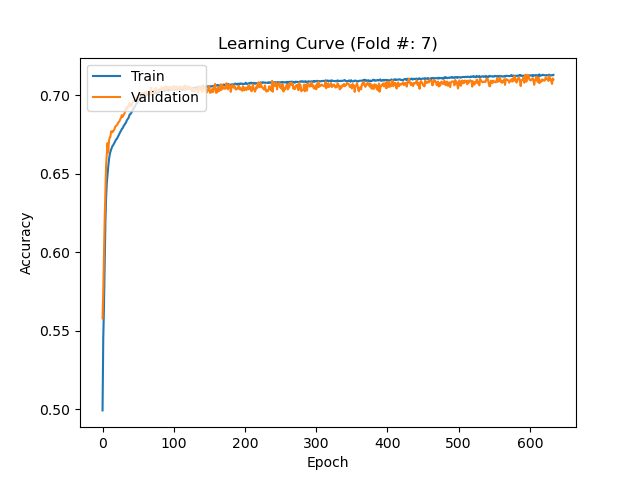 Learning Curve (Fold #: 7)
Train
Validation
Accuracy
0.70
0.65
0.60
0.55
0.50
0 100 200 300 400 500 600
Epoch